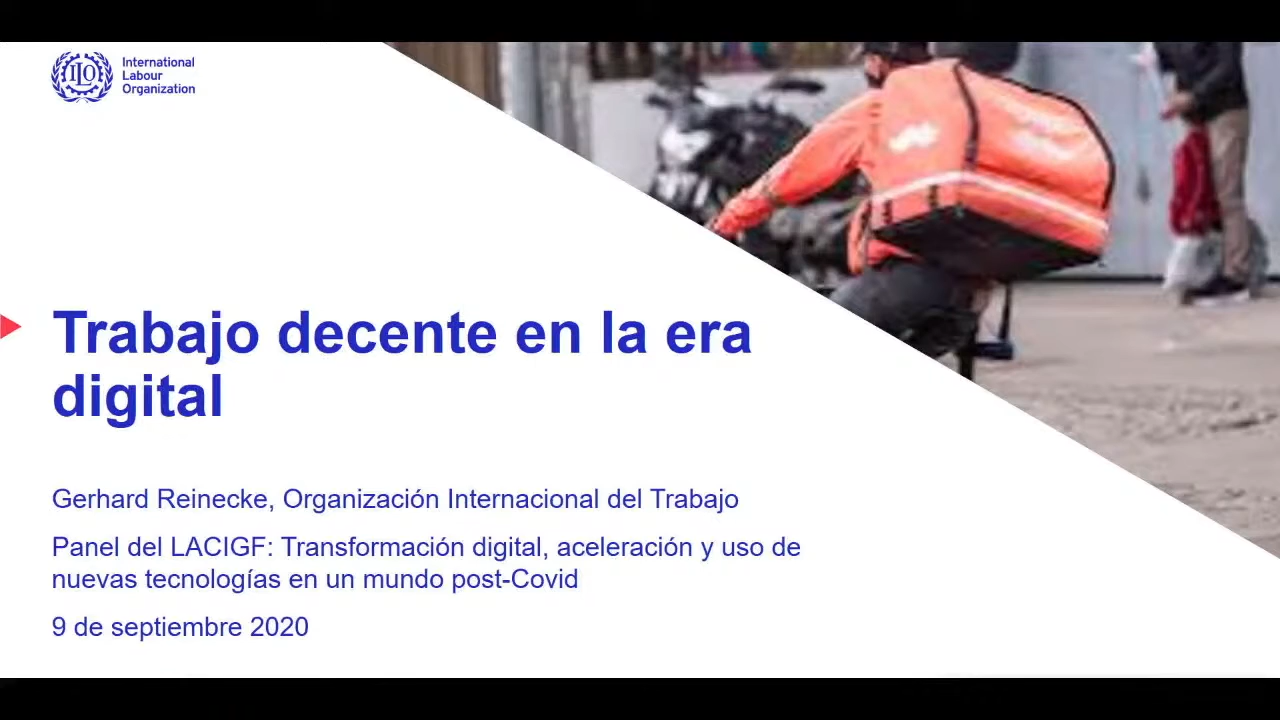 ILO
International
Labour
Organization
Trabajo decente en la era
digital
Gerhard Reinecke, Organización Internacional del Trabajo
Panel del LACIGF: Transformación digital, aceleración y uso de
nuevas tecnologías en un mundo post-Covid
9 de septiembre 2020